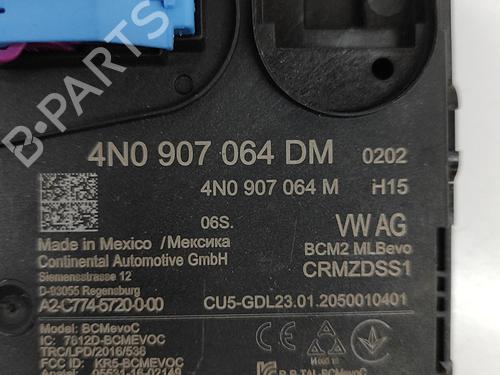 4N0 907 064 DM 0202
4N0 907 064 M H15
06S. VW AG
Made in Mexico / Мексика BCM2 MLBevo
Continental Automotive GmbH CRMZDSS1
Siemensstrasse 12
D-93055 Regensburg
A2-C774-5720-0-00 CU5-GDL23.01.2050010401
Model: BCMevoC
IC: 7812D-BCMEVOC
TRC/LPD/2016/538
FCC ID: KR5-BCMEVOC
B-PARTS